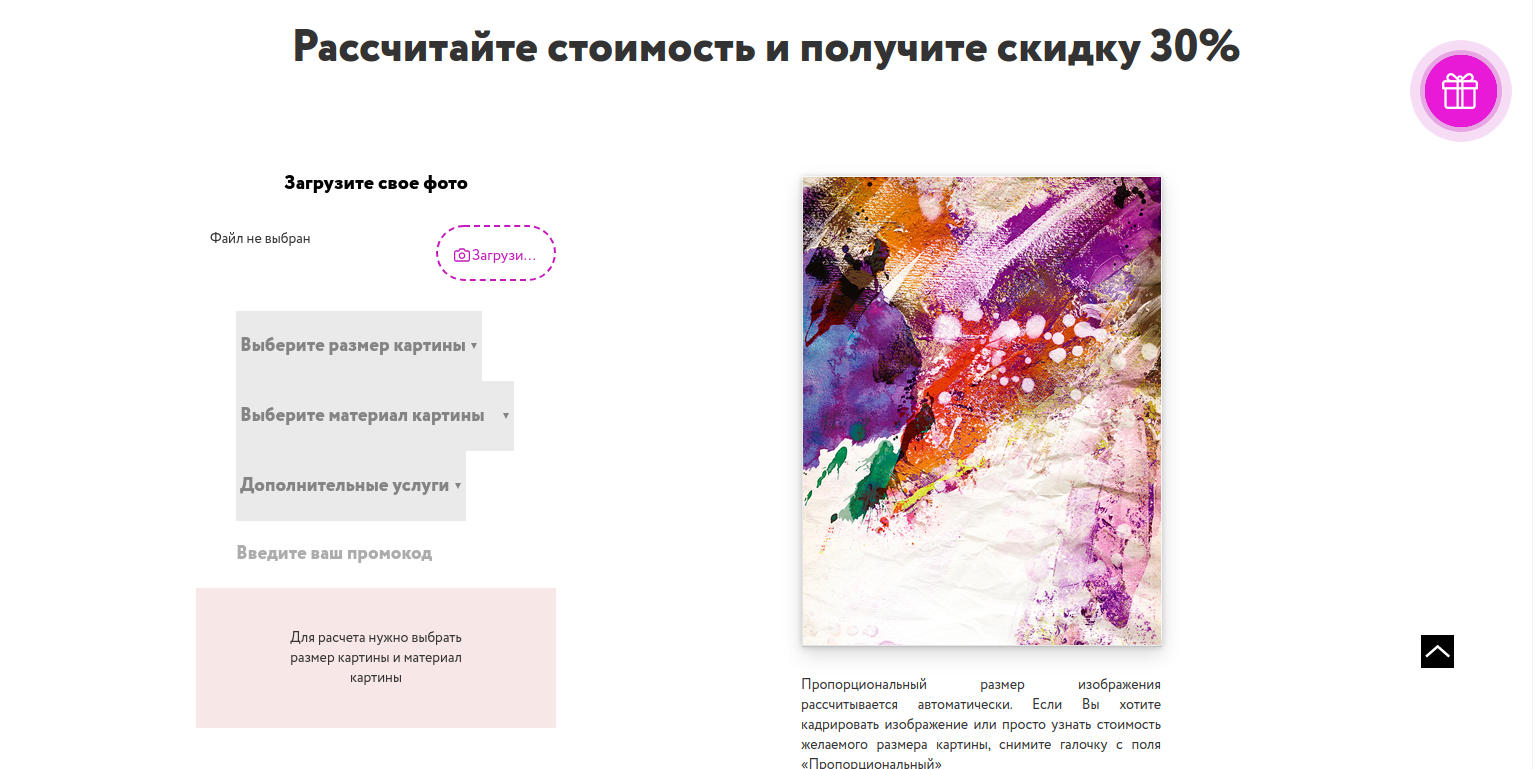 Рассчитайте стоимость и получите скидку 30%
Загрузите свое фото
Файл не выбран
Загрузи...
Выберите размер картины
Выберите материал картины
Дополнительные услуги
Введите ваш промокод
Для расчета нужно выбрать
размер картины и материал
картины
Пропорциональный размер изображения
рассчитывается автоматически. Если Вы хотите
кадрировать изображение или просто узнать стоимость
желаемого размера картины, снимите галочку с поля
«Пропорциональный»